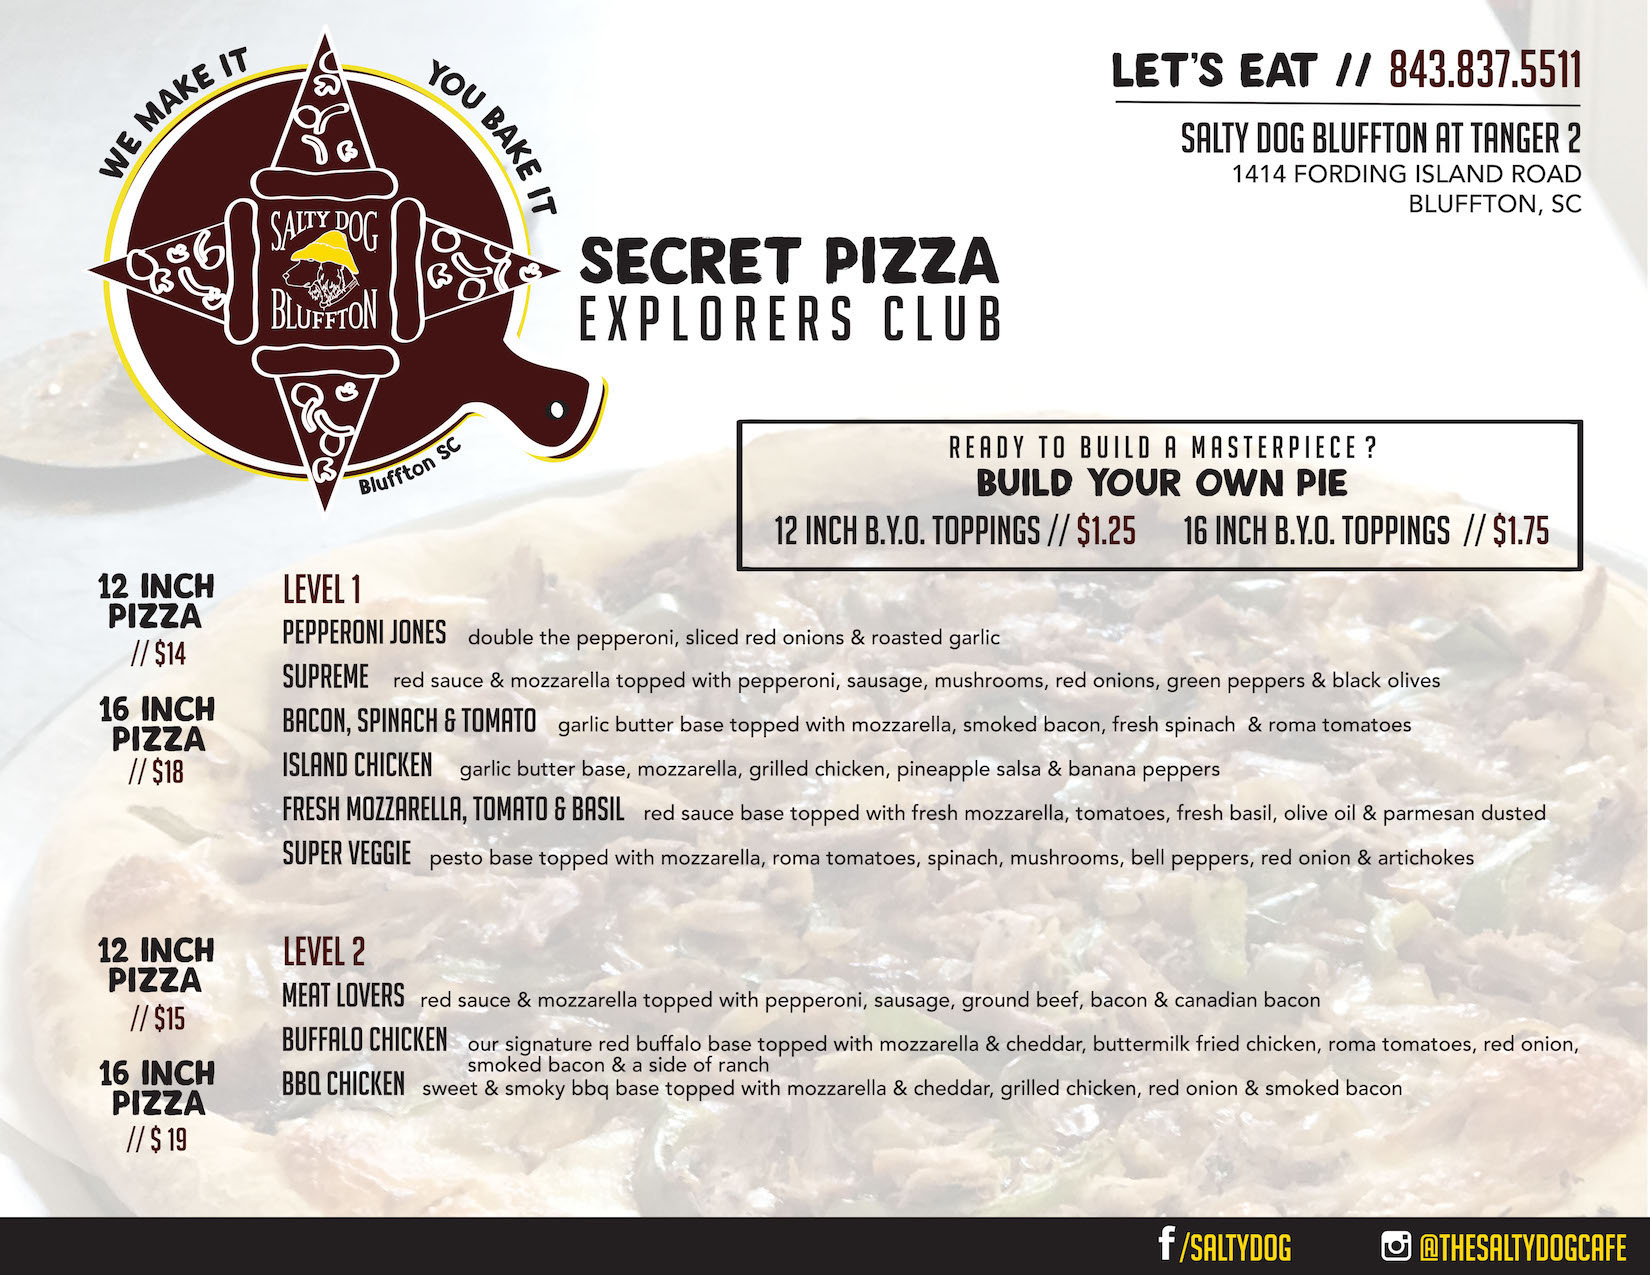 WE MAKE IT
YOU BAKE IT
SALTY DOG
BLUFFTON
Bluffton SC
LET'S EAT // 843.837.5511
SALTY DOG BLUFFTON AT TANGER 2
1414 FORDING ISLAND ROAD
BLUFFTON, SC
SECRET PIZZA
EXPLORERS CLUB
READY TO BUILD A MASTERPIECE?
BUILD YOUR OWN PIE
12 INCH B.Y.O. TOPPINGS // $1.25 16 INCH B.Y.O. TOPPINGS // $1.75
12 INCH
PIZZA
// $14
16 INCH
PIZZA
// $18
LEVEL 1
PEPPERONI JONES double the pepperoni, sliced red onions & roasted garlic
SUPREME red sauce & mozzarella topped with pepperoni, sausage, mushrooms, red onions, green peppers & black olives
BACON, SPINACH & TOMATO garlic butter base topped with mozzarella, smoked bacon, fresh spinach & roma tomatoes
ISLAND CHICKEN garlic butter base, mozzarella, grilled chicken, pineapple salsa & banana peppers
FRESH MOZZARELLA, TOMATO & BASIL red sauce base topped with fresh mozzarella, tomatoes, fresh basil, olive oil & parmesan dusted
SUPER VEGGIE pesto base topped with mozzarella, roma tomatoes, spinach, mushrooms, bell peppers, red onion & artichokes
12 INCH
PIZZA
// $15
16 INCH
PIZZA
// $ 19
LEVEL 2
MEAT LOVERS red sauce & mozzarella topped with pepperoni, sausage, ground beef, bacon & canadian bacon
BUFFALO CHICKEN our signature red buffalo base topped with mozzarella & cheddar, buttermilk fried chicken, roma tomatoes, red onion,
smoked bacon & a side of ranch
BBQ CHICKEN sweet & smoky bbq base topped with mozzarella & cheddar, grilled chicken, red onion & smoked bacon
f /SALTYDOG @THESALTYDOGCAFE